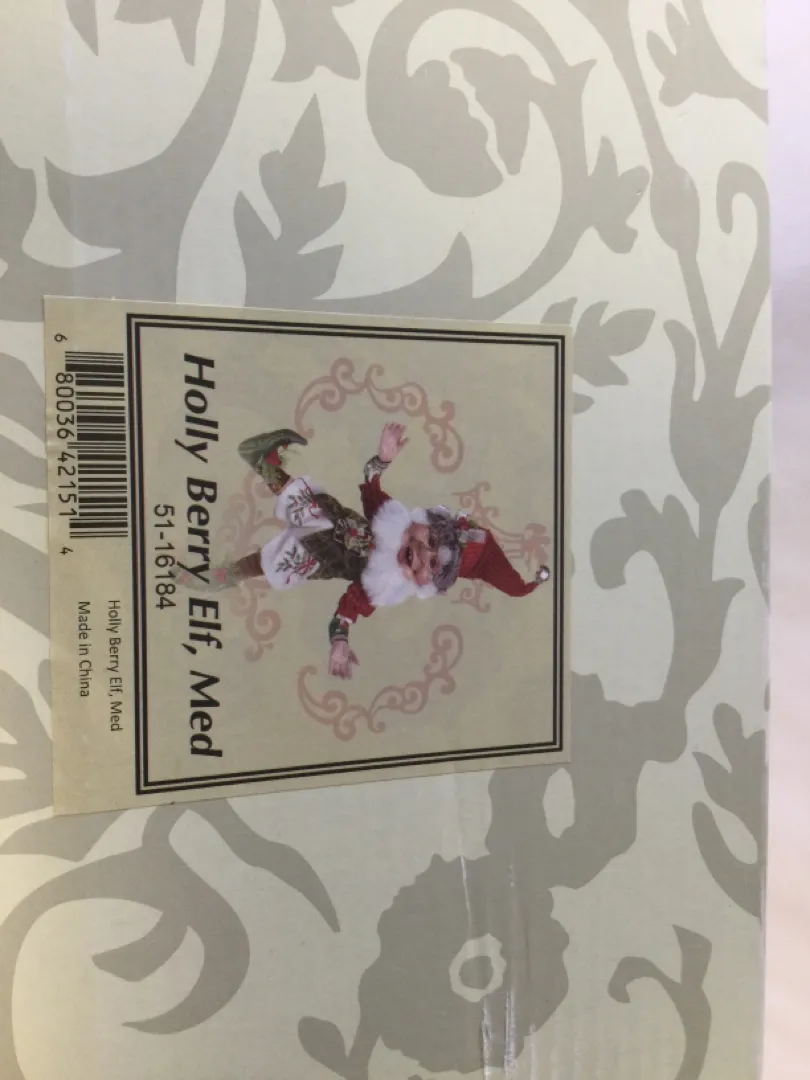 Holly Berry Elf, Med
51-16184
6 80036 42151 4
Holly Berry Elf, Med
Made in China